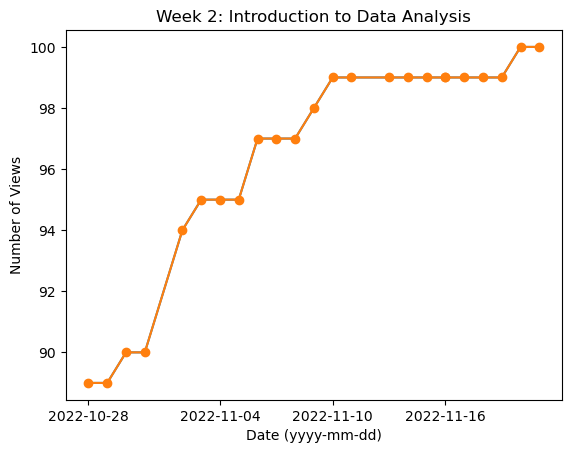 Week 2: Introduction to Data Analysis
100
98
96
94
92
90
Number of Views
2022-10-28 2022-11-04 2022-11-10 2022-11-16
Date (yyyy-mm-dd)